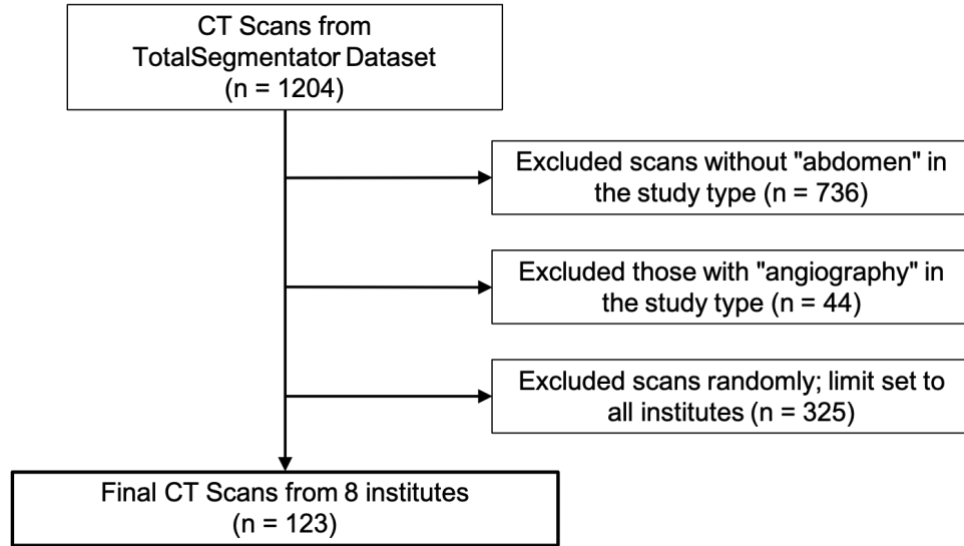 CT Scans from
TotalSegmentator Dataset
(n = 1204)
Excluded scans without "abdomen" in
the study type (n = 736)
Excluded those with "angiography" in
the study type (n = 44)
Excluded scans randomly; limit set to
all institutes (n = 325)
Final CT Scans from 8 institutes
(n = 123)